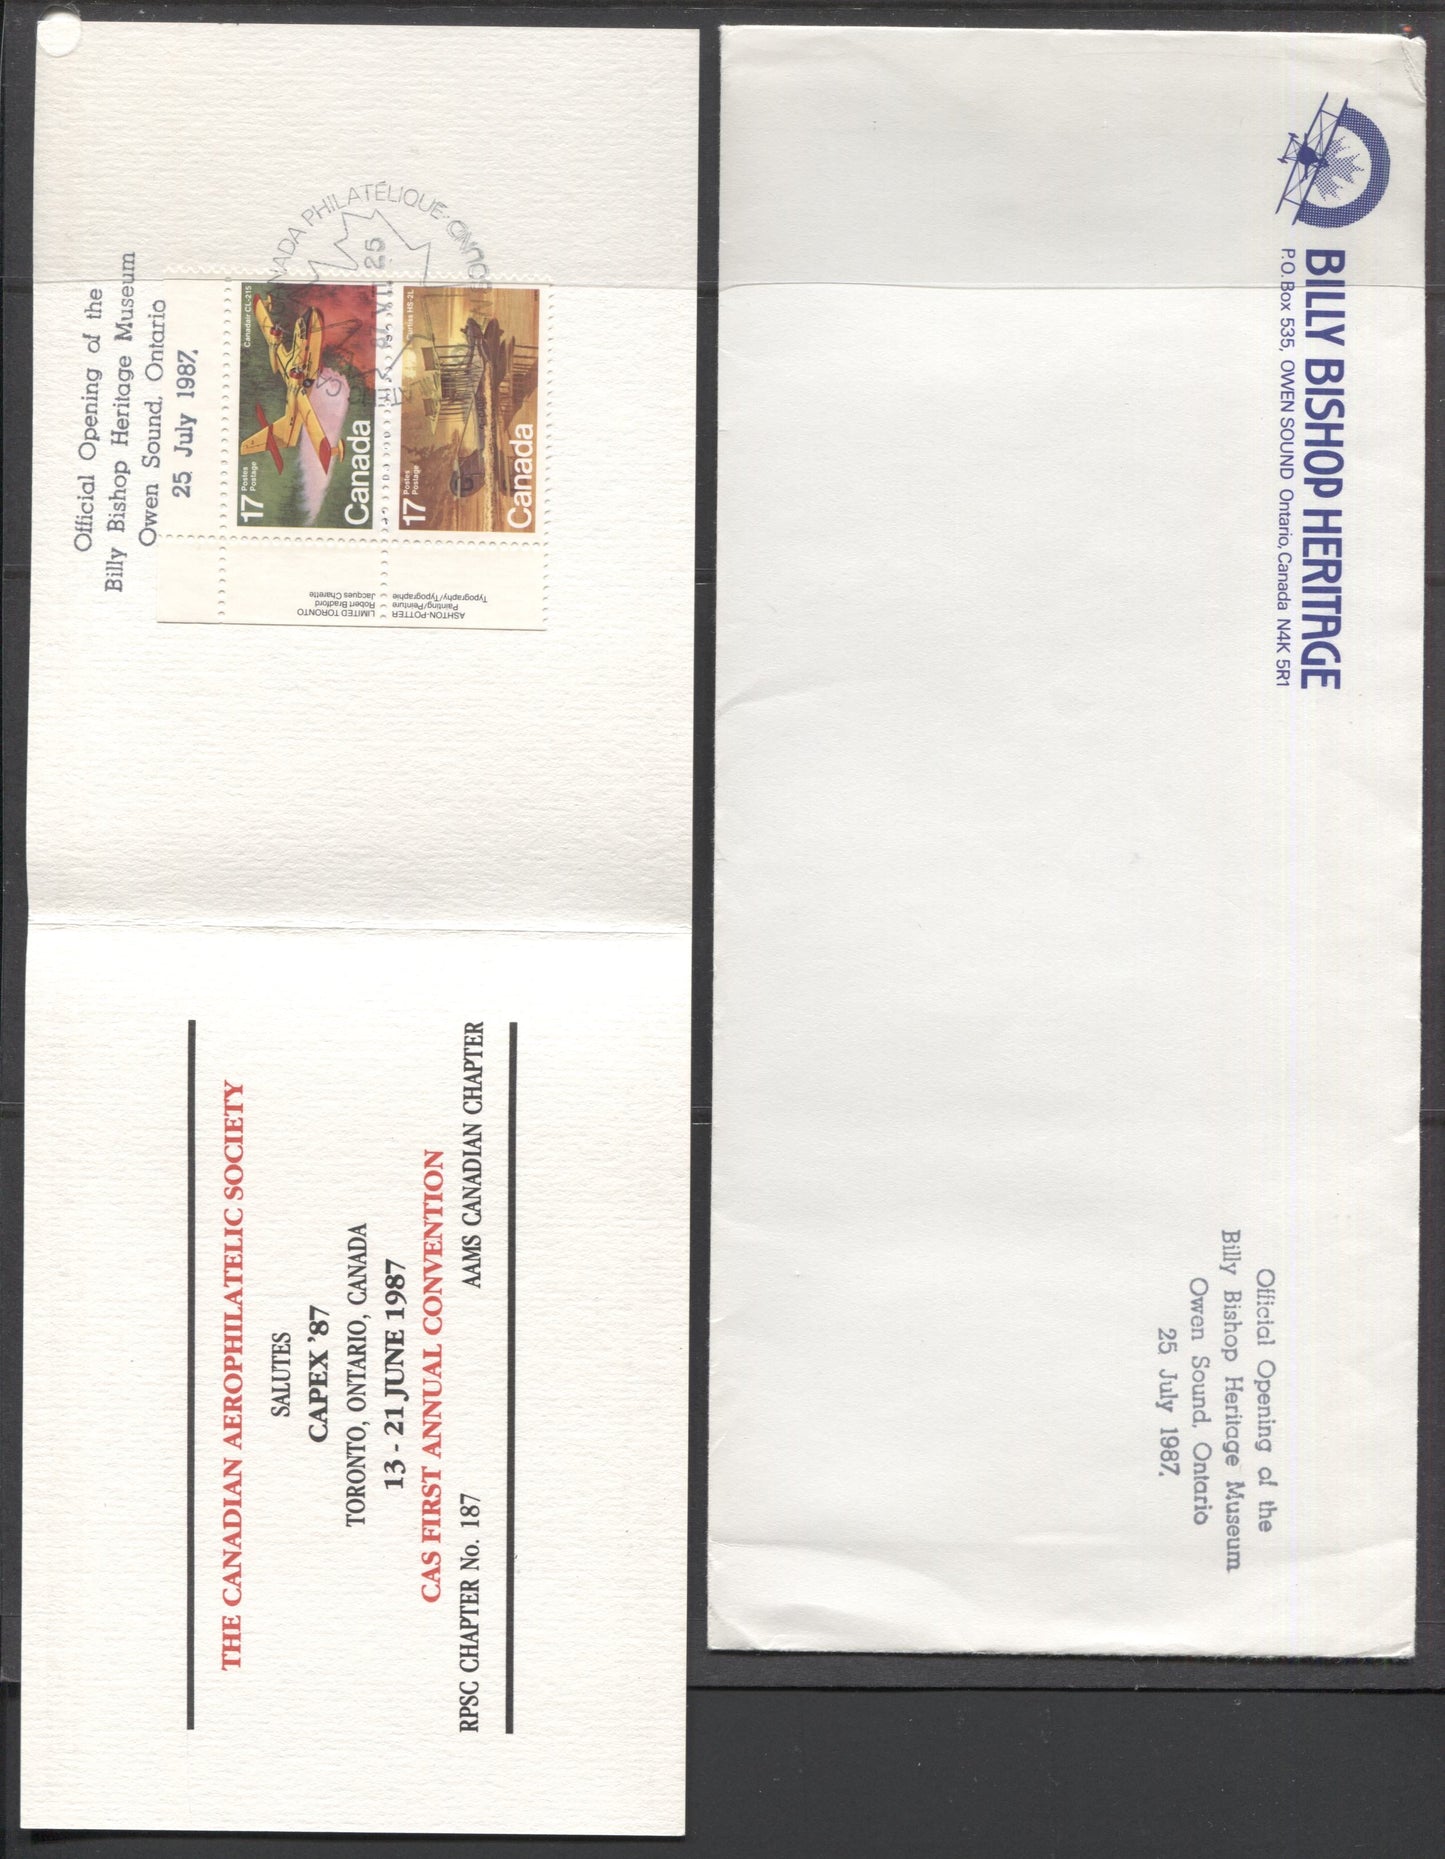 Official Opening of the
Billy Bishop Heritage Museum
Owen Sound, Ontario
25 July 1987.
CANADA PHILATÉLIQUE
25
Canadair CL-215
17 Postes
Postage
Canada
Curtiss HS-2L
17 Postes
Postage
Canada
ASHTON-POTTER
Painting/Peinture
Typography/Typographie
LIMITED TORONTO
Robert Bradford
Jacques Charette
THE CANADIAN AEROPHILATELIC SOCIETY
SALUTES
CAPEX '87
TORONTO, ONTARIO, CANADA
13 - 21 JUNE 1987
CAS FIRST ANNUAL CONVENTION
RPSC CHAPTER No. 187 AAMS CANADIAN CHAPTER
BILLY BISHOP HERITAGE
P.O. Box 535, OWEN SOUND Ontario, Canada N4K 5R1
Official Opening of the
Billy Bishop Heritage Museum
Owen Sound, Ontario
25 July 1987.